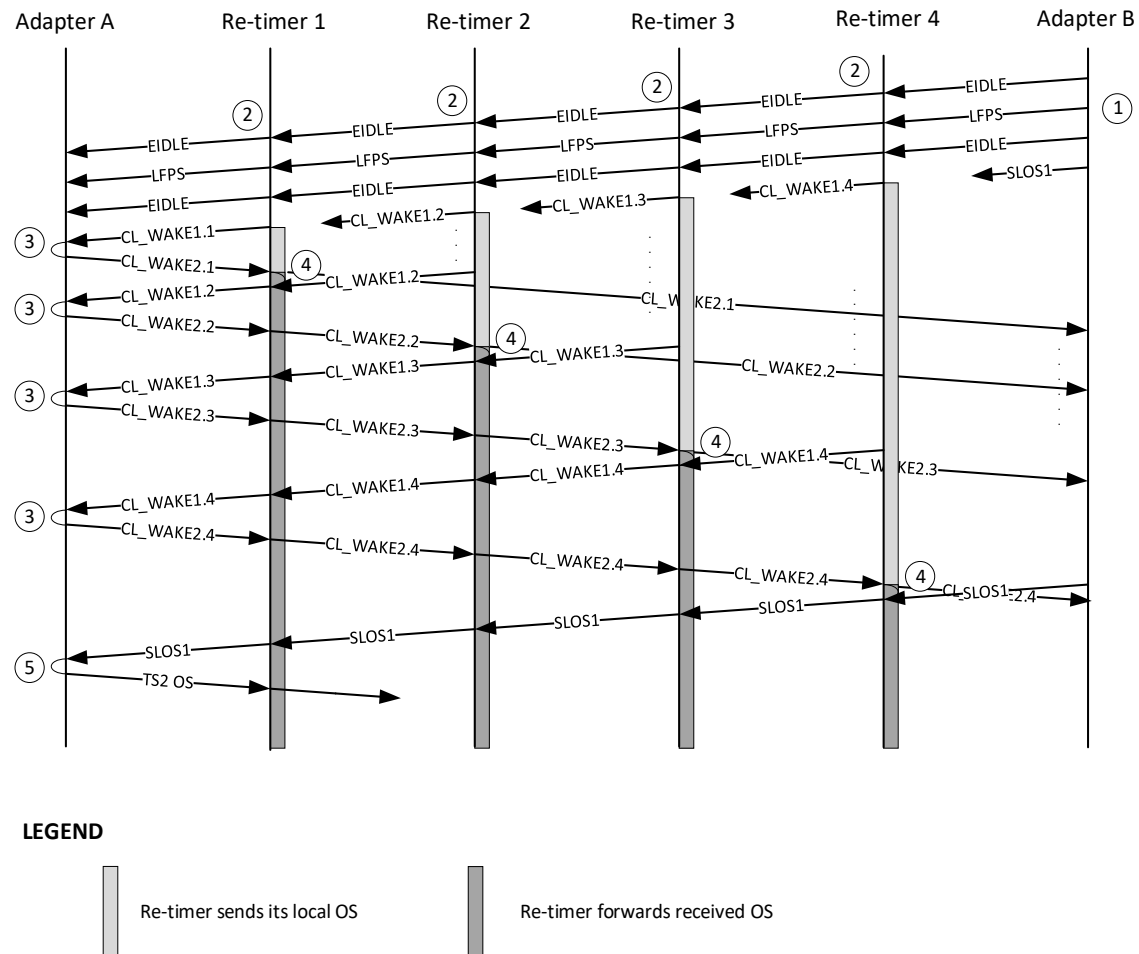 Adapter A
Re-timer 1
Re-timer 2
Re-timer 3
Re-timer 4
Adapter B
2
EIDLE
1
2
EIDLE
LFPS
2
EIDLE
LFPS
EIDLE
2
EIDLE
LFPS
EIDLE
SLOS1
EIDLE
LFPS
EIDLE
CL_WAKE1.4
LFPS
EIDLE
CL_WAKE1.3
EIDLE
CL_WAKE1.2
3
CL_WAKE1.1
CL_WAKE2.1
4
CL_WAKE1.2
3
CL_WAKE1.2
CL_WAKE2.1
CL_WAKE2.2
CL_WAKE2.2
4
CL_WAKE1.3
CL_WAKE1.3
CL_WAKE2.2
3
CL_WAKE1.3
CL_WAKE2.3
CL_WAKE2.3
CL_WAKE2.3
4
CL_WAKE1.4
CL_WAKE1.4
CL_WAKE2.3
CL_WAKE1.4
3
CL_WAKE1.4
CL_WAKE2.4
CL_WAKE2.4
CL_WAKE2.4
CL_WAKE2.4
4
SLOS1
SLOS1
SLOS1
SLOS1
5
SLOS1
TS2 OS
LEGEND
Re-timer sends its local OS
Re-timer forwards received OS